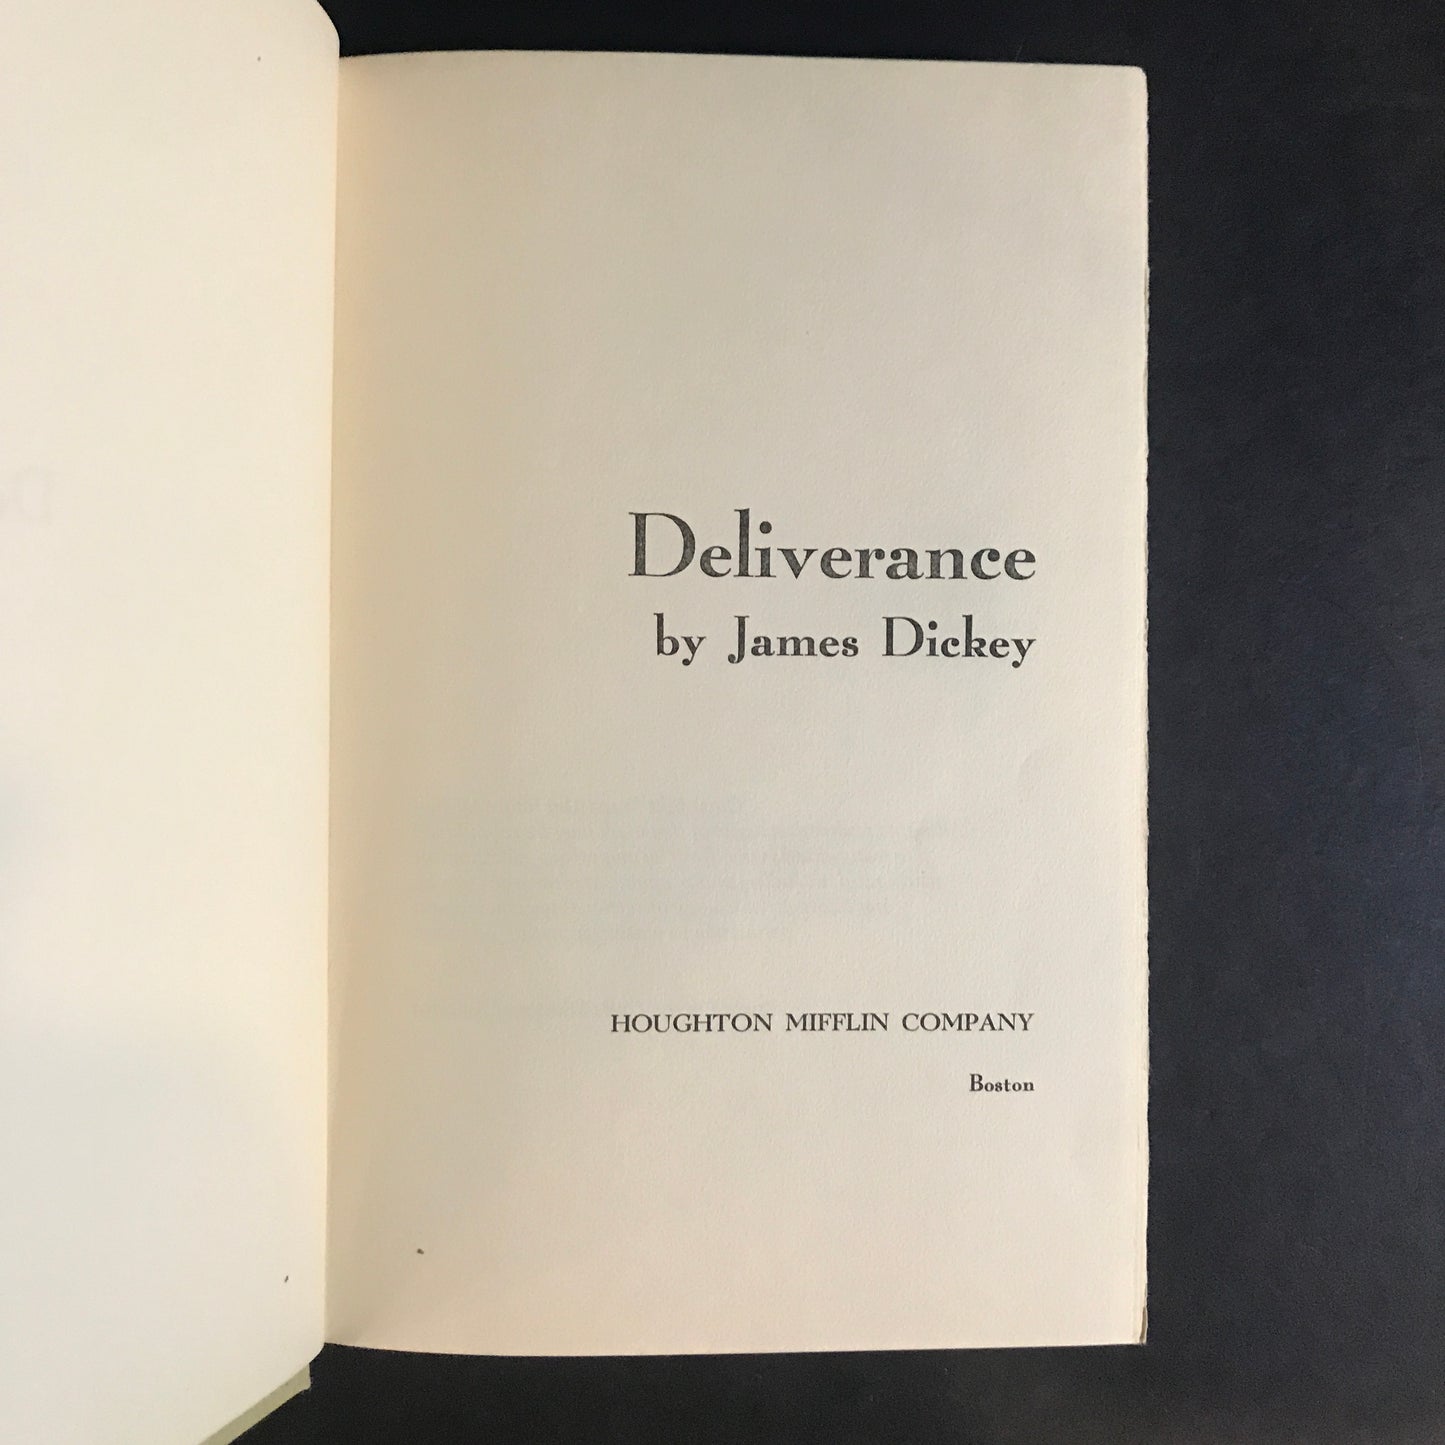 Deliverance
by James Dickey
HOUGHTON MIFFLIN COMPANY
Boston